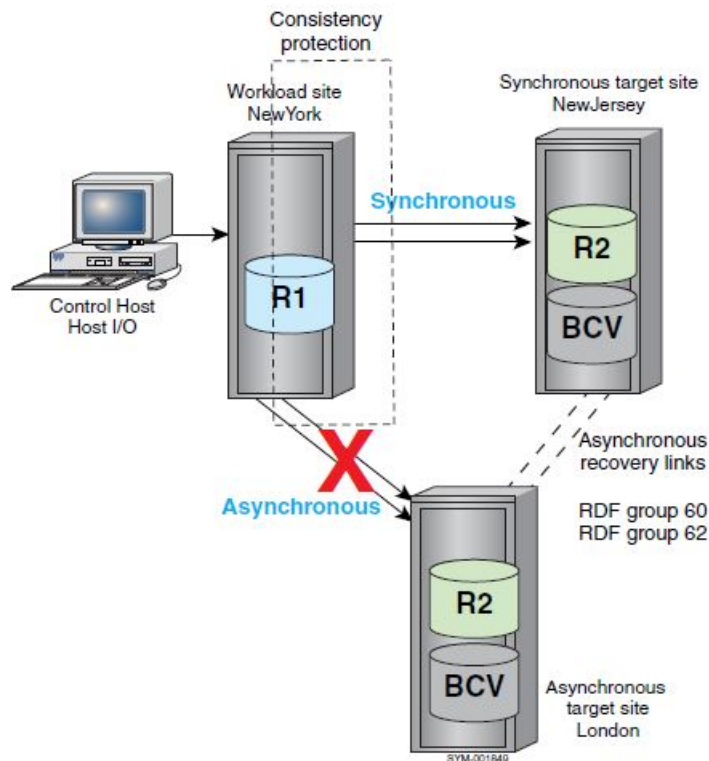 Consistency
protection
Workload site
NewYork
Synchronous target site
NewJersey
Synchronous
R1
R2
BCV
Control Host
Host I/O
X
Asynchronous
Asynchronous
recovery links
RDF group 60
RDF group 62
R2
BCV
Asynchronous
target site
London
SYM-001849